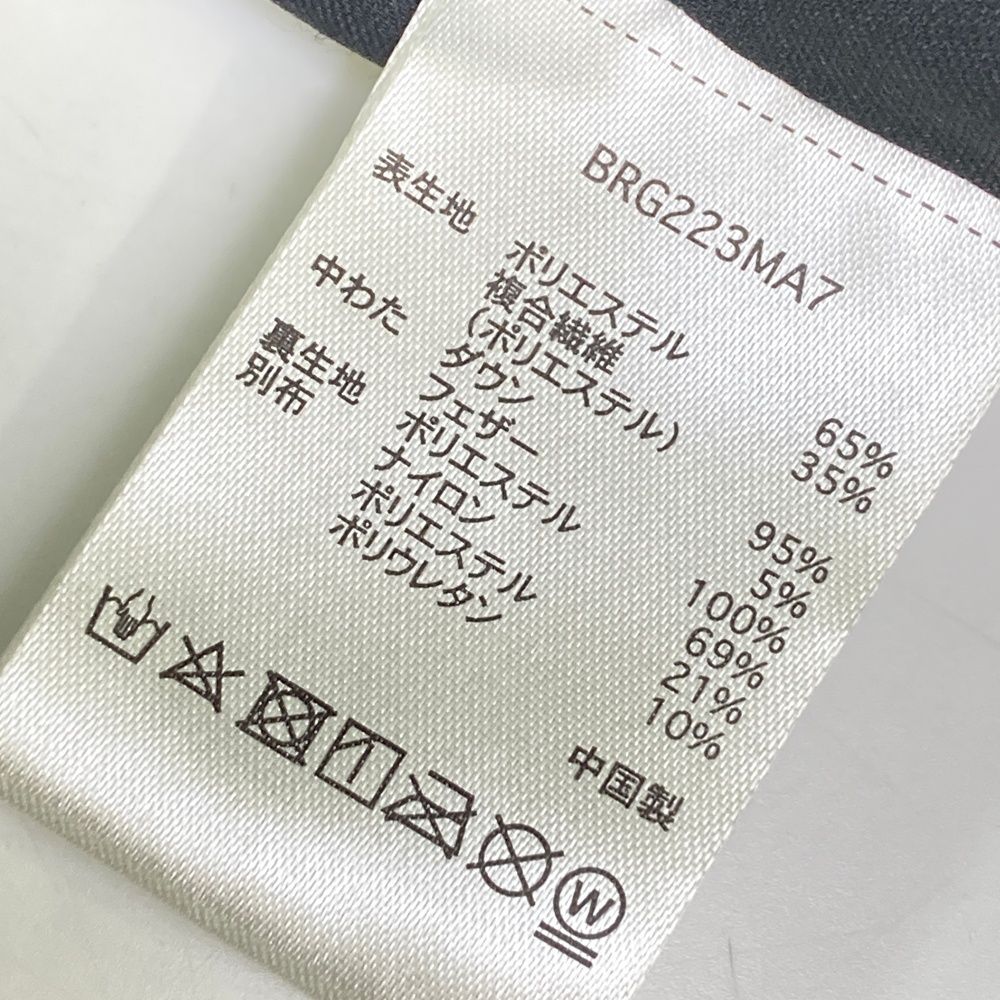 BRG223MA7
表生地 ポリエステル 65%
複合繊維 35%
(ポリエステル)
中わた ダウン 95%
フェザー 5%
裏生地 ポリエステル 100%
別布 ナイロン 69%
ポリエステル 21%
ポリウレタン 10%
中国製
W